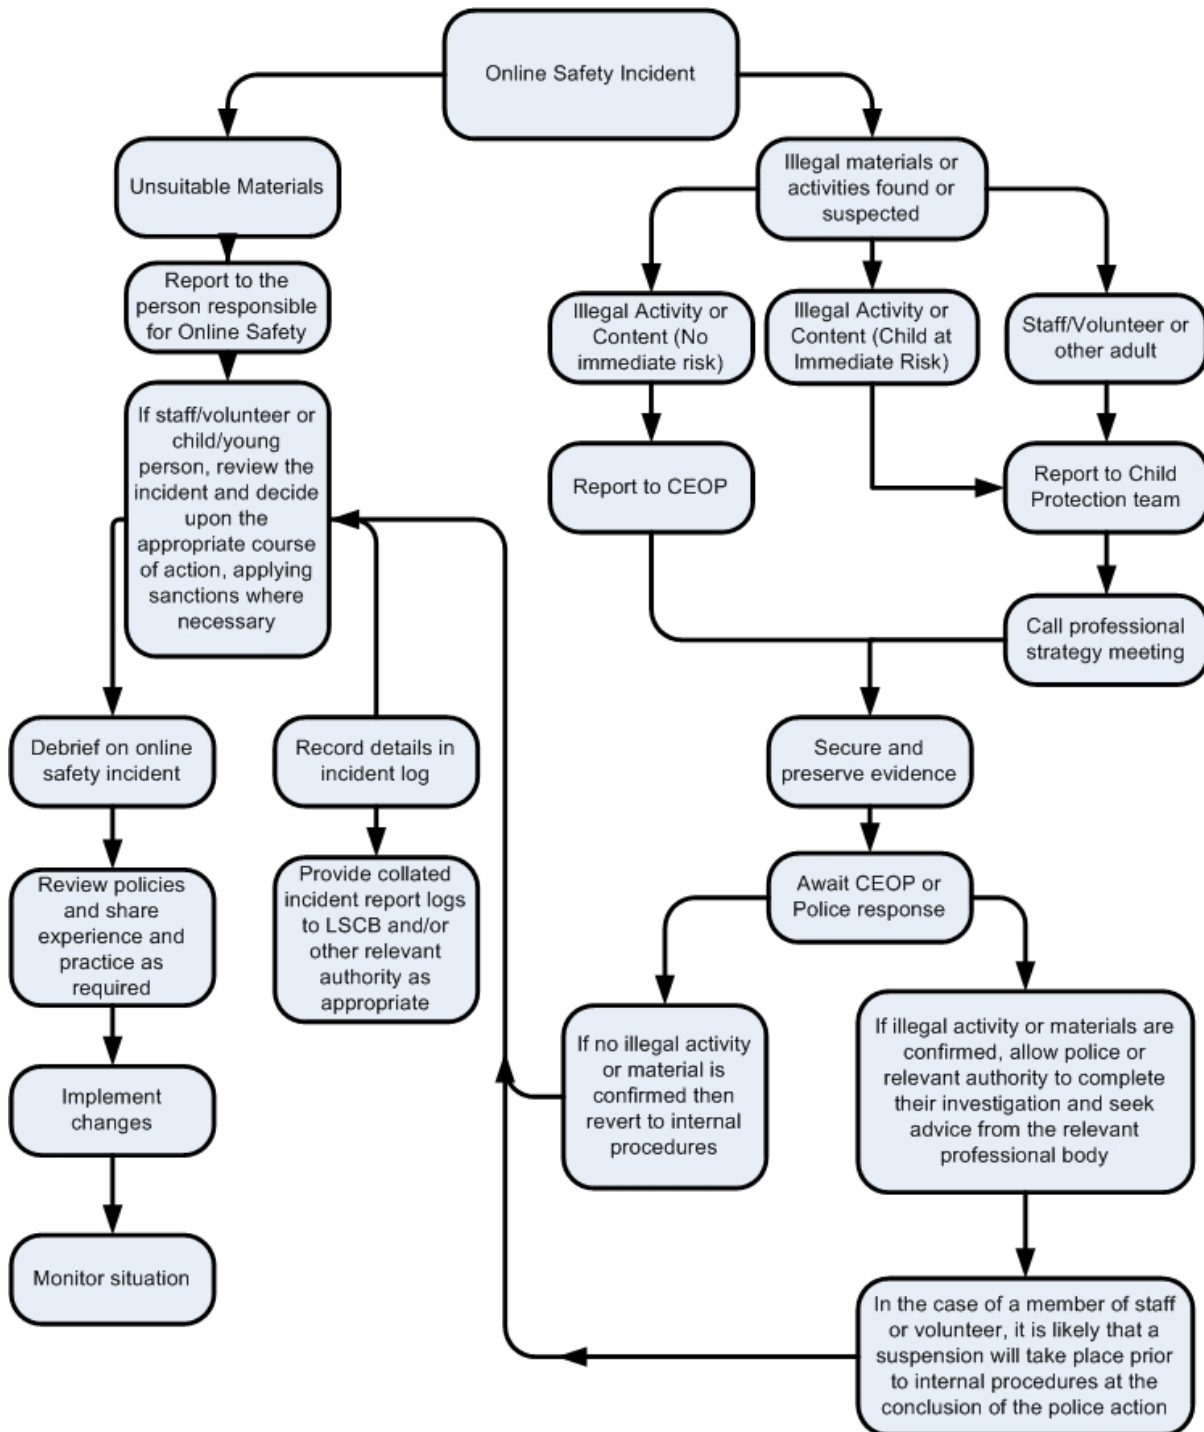 Online Safety Incident
Unsuitable Materials
Illegal materials or
activities found or
suspected
Report to the
person responsible
for Online Safety
Illegal Activity or
Content (No
immediate risk)
Illegal Activity or
Content (Child at
Immediate Risk)
Staff/Volunteer or
other adult
If staff/volunteer or
child/young
person, review the
incident and decide
upon the
appropriate course
of action, applying
sanctions where
necessary
Report to CEOP
Report to Child
Protection team
Call professional
strategy meeting
Debrief on online
safety incident
Record details in
incident log
Secure and
preserve evidence
Review policies
and share
experience and
practice as
required
Provide collated
incident report logs
to LSCB and/or
other relevant
authority as
appropriate
Await CEOP or
Police response
If no illegal activity
or material is
confirmed then
revert to internal
procedures
If illegal activity or materials are
confirmed, allow police or
relevant authority to complete
their investigation and seek
advice from the relevant
professional body
Implement
changes
Monitor situation
In the case of a member of staff
or volunteer, it is likely that a
suspension will take place prior
to internal procedures at the
conclusion of the police action